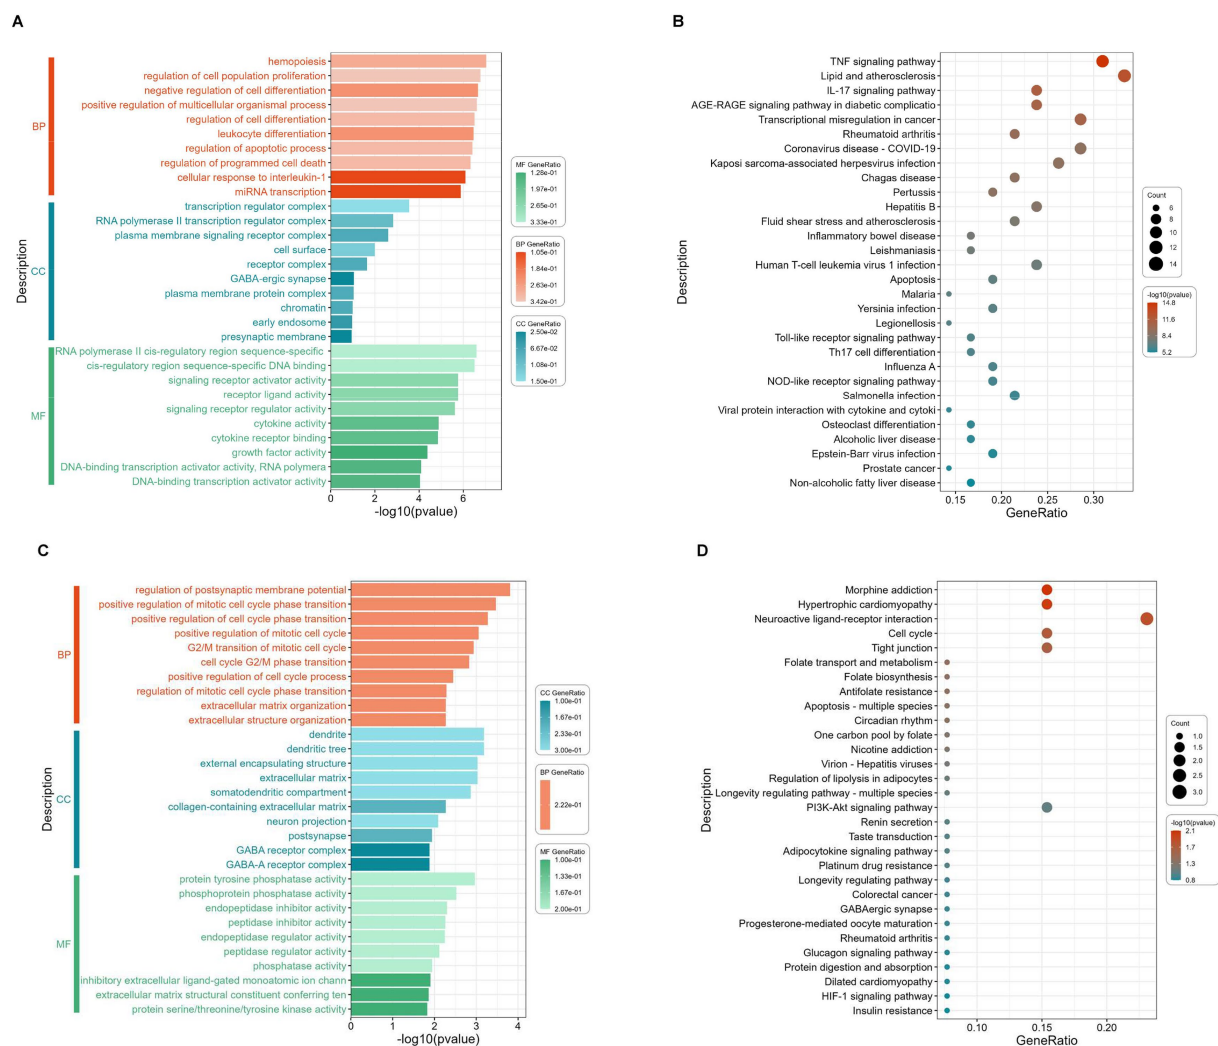 A
Description
BP
hemopoiesis
regulation of cell population proliferation
negative regulation of cell differentiation
positive regulation of multicellular organismal process
regulation of cell differentiation
leukocyte differentiation
regulation of apoptotic process
regulation of programmed cell death
cellular response to interleukin-1
miRNA transcription
CC
transcription regulator complex
RNA polymerase II transcription regulator complex
plasma membrane signaling receptor complex
cell surface
receptor complex
GABA-ergic synapse
plasma membrane protein complex
chromatin
early endosome
presynaptic membrane
MF
RNA polymerase II cis-regulatory region sequence-specific
cis-regulatory region sequence-specific DNA binding
signaling receptor activator activity
receptor ligand activity
signaling receptor regulator activity
cytokine activity
cytokine receptor binding
growth factor activity
DNA-binding transcription activator activity, RNA polymera
DNA-binding transcription activator activity
0 2 4 6
-log10(pvalue)
MF GeneRatio
1.28e-01
1.97e-01
2.65e-01
3.33e-01
BP GeneRatio
1.05e-01
1.84e-01
2.63e-01
3.42e-01
CC GeneRatio
2.50e-02
6.67e-02
1.08e-01
1.50e-01
B
Description
TNF signaling pathway
Lipid and atherosclerosis
IL-17 signaling pathway
AGE-RAGE signaling pathway in diabetic complicatio
Transcriptional misregulation in cancer
Rheumatoid arthritis
Coronavirus disease - COVID-19
Kaposi sarcoma-associated herpesvirus infection
Chagas disease
Pertussis
Hepatitis B
Fluid shear stress and atherosclerosis
Inflammatory bowel disease
Leishmaniasis
Human T-cell leukemia virus 1 infection
Apoptosis
Malaria
Yersinia infection
Legionellosis
Toll-like receptor signaling pathway
Th17 cell differentiation
Influenza A
NOD-like receptor signaling pathway
Salmonella infection
Viral protein interaction with cytokine and cytoki
Osteoclast differentiation
Alcoholic liver disease
Epstein-Barr virus infection
Prostate cancer
Non-alcoholic fatty liver disease
0.15 0.20 0.25 0.30
GeneRatio
Count
6
8
10
12
14
-log10(pvalue)
14.8
11.6
8.4
5.2
C
Description
BP
regulation of postsynaptic membrane potential
positive regulation of mitotic cell cycle phase transition
positive regulation of cell cycle phase transition
positive regulation of mitotic cell cycle
G2/M transition of mitotic cell cycle
cell cycle G2/M phase transition
positive regulation of cell cycle process
regulation of mitotic cell cycle phase transition
extracellular matrix organization
extracellular structure organization
CC
dendrite
dendritic tree
external encapsulating structure
extracellular matrix
somatodendritic compartment
collagen-containing extracellular matrix
neuron projection
postsynapse
GABA receptor complex
GABA-A receptor complex
MF
protein tyrosine phosphatase activity
phosphoprotein phosphatase activity
endopeptidase inhibitor activity
peptidase inhibitor activity
endopeptidase regulator activity
peptidase regulator activity
phosphatase activity
inhibitory extracellular ligand-gated monoatomic ion chann
extracellular matrix structural constituent conferring ten
protein serine/threonine/tyrosine kinase activity
0 1 2 3 4
-log10(pvalue)
CC GeneRatio
1.00e-01
1.67e-01
2.33e-01
3.00e-01
BP GeneRatio
2.22e-01
MF GeneRatio
1.00e-01
1.33e-01
1.67e-01
2.00e-01
D
Description
Morphine addiction
Hypertrophic cardiomyopathy
Neuroactive ligand-receptor interaction
Cell cycle
Tight junction
Folate transport and metabolism
Folate biosynthesis
Antifolate resistance
Apoptosis - multiple species
Circadian rhythm
One carbon pool by folate
Nicotine addiction
Virion - Hepatitis viruses
Regulation of lipolysis in adipocytes
Longevity regulating pathway - multiple species
PI3K-Akt signaling pathway
Renin secretion
Taste transduction
Adipocytokine signaling pathway
Platinum drug resistance
Longevity regulating pathway
Colorectal cancer
GABAergic synapse
Progesterone-mediated oocyte maturation
Rheumatoid arthritis
Glucagon signaling pathway
Protein digestion and absorption
Dilated cardiomyopathy
HIF-1 signaling pathway
Insulin resistance
0.10 0.15 0.20
GeneRatio
Count
1.0
1.5
2.0
2.5
3.0
-log10(pvalue)
2.1
1.7
1.3
0.8